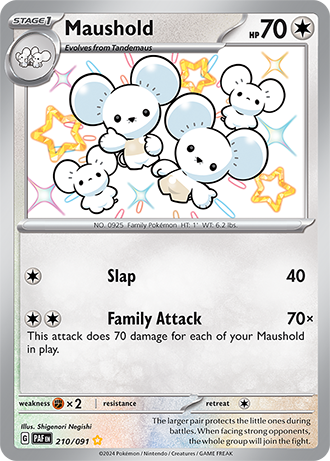 STAGE 1 Maushold HP 70
Evolves from Tandemaus
NO. 0925 Family Pokémon HT: 1' WT: 6.2 lbs.
Slap 40
Family Attack 70×
This attack does 70 damage for each of your Maushold
in play.
weakness ×2 resistance retreat
Illus. Shigenori Negishi
G PAF EN 210/091
The larger pair protects the little ones during
battles. When facing strong opponents,
the whole group will join the fight.
©2024 Pokémon / Nintendo / Creatures / GAME FREAK